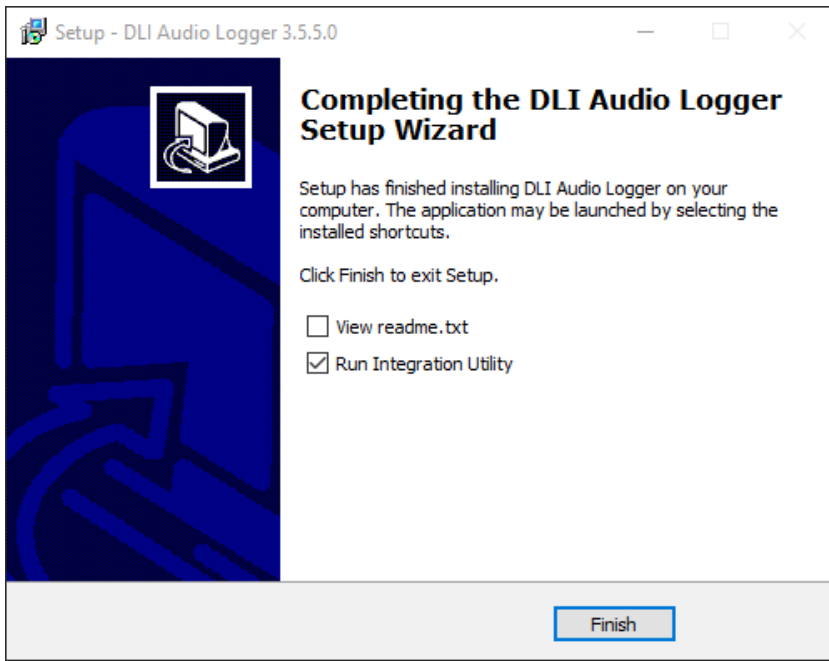 Setup - DLI Audio Logger 3.5.5.0
Completing the DLI Audio Logger
Setup Wizard
Setup has finished installing DLI Audio Logger on your
computer. The application may be launched by selecting the
installed shortcuts.
Click Finish to exit Setup.
View readme.txt
Run Integration Utility
Finish